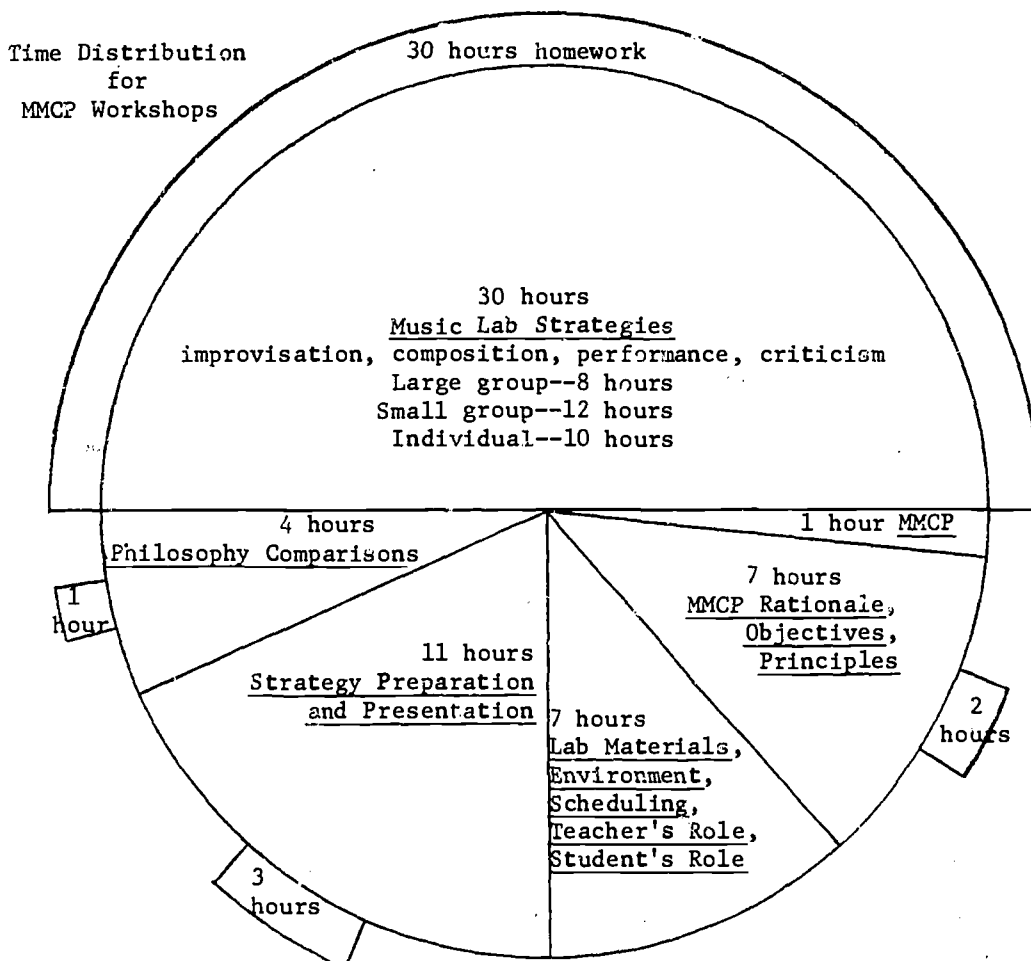 Time Distribution
for
MMCP Workshops
30 hours homework
30 hours
Music Lab Strategies
improvisation, composition, performance, criticism
Large group--8 hours
Small group--12 hours
Individual--10 hours
4 hours
Philosophy Comparisons
1 hour MMCP
7 hours
MMCP Rationale,
Objectives,
Principles
1
hour
11 hours
Strategy Preparation
and Presentation
7 hours
Lab Materials,
Environment,
Scheduling,
Teacher's Role,
Student's Role
2
hours
3
hours